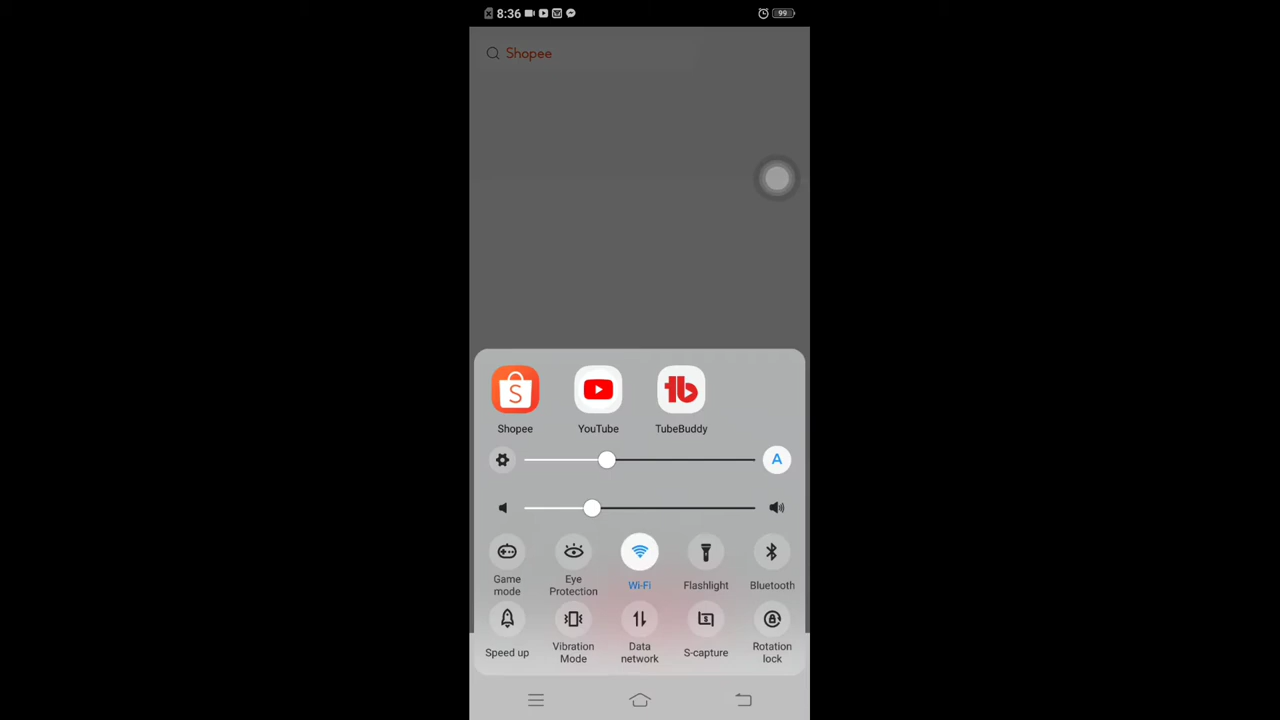 8:36 99
Shopee
Shopee YouTube TubeBuddy
A
Game mode Eye Protection Wi-Fi Flashlight Bluetooth
Speed up Vibration Mode Data network S-capture Rotation lock